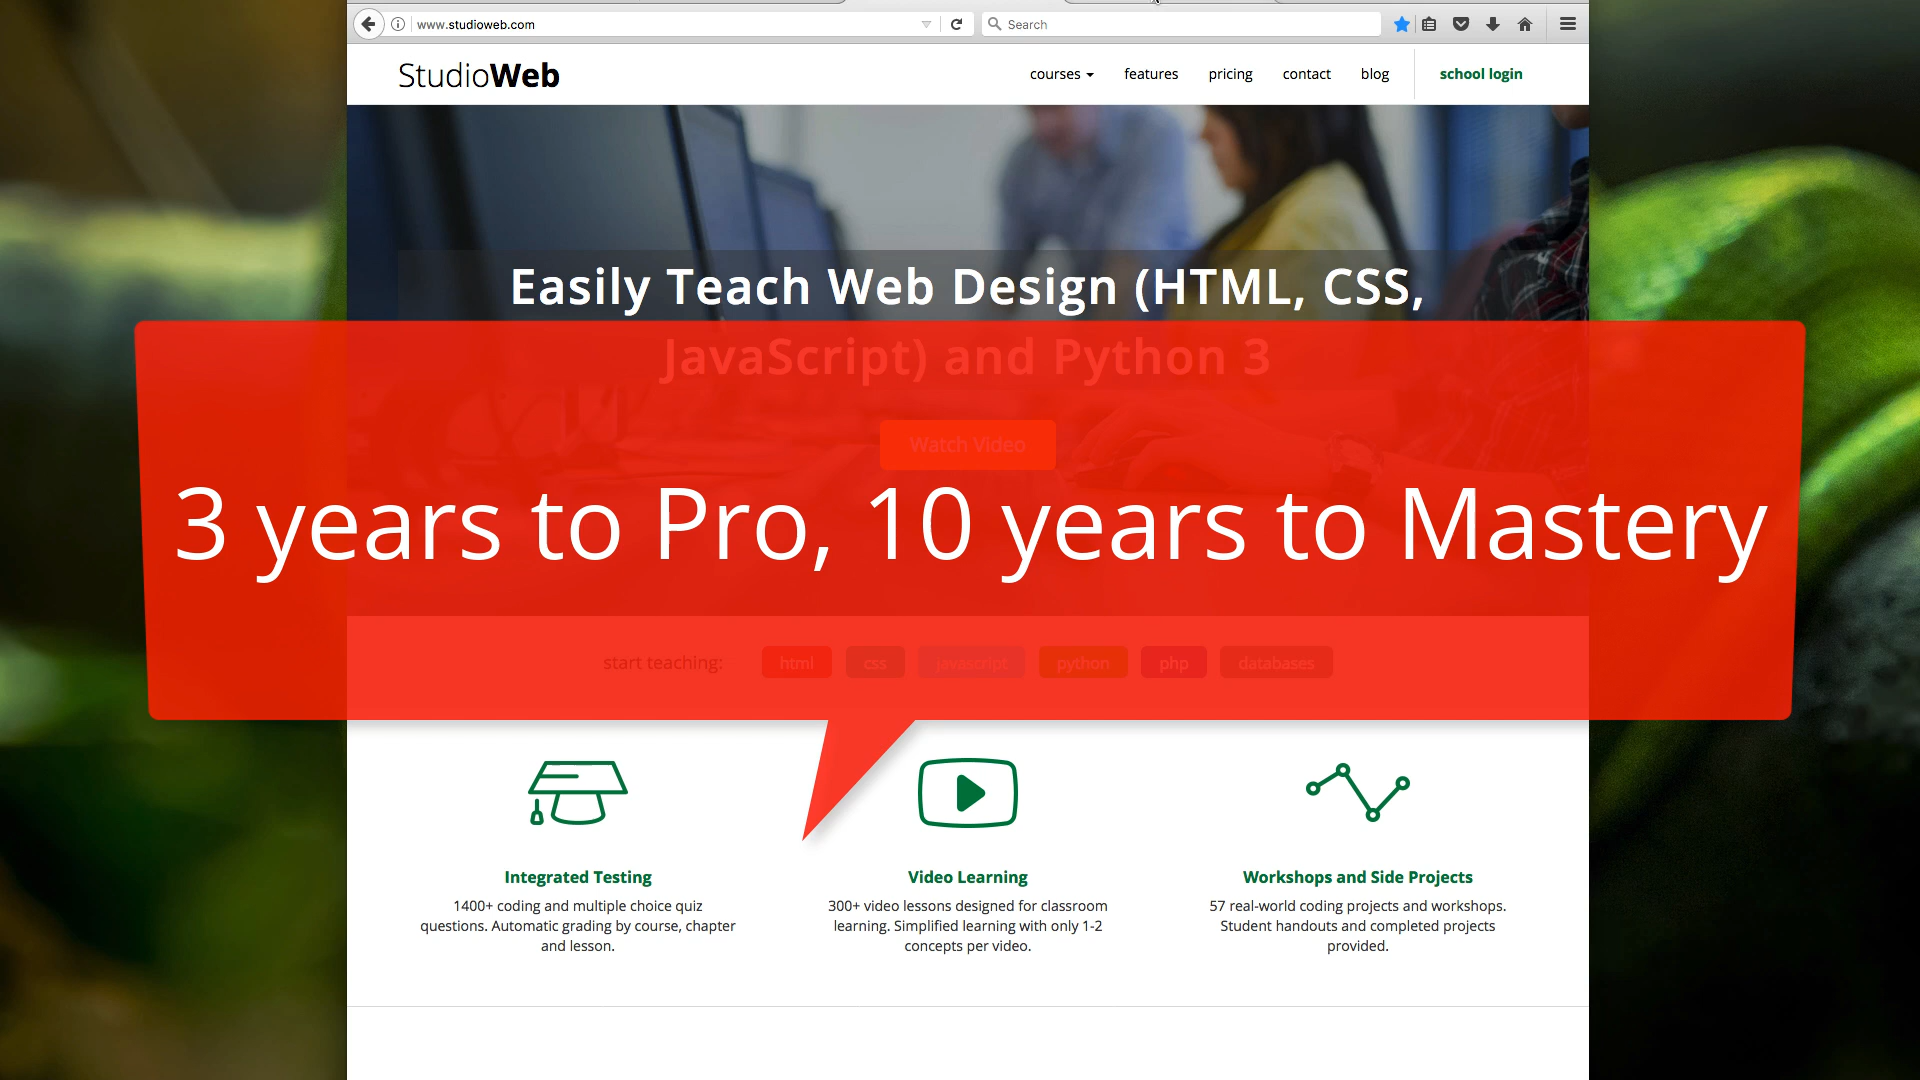 www.studioweb.com
Search
StudioWeb
courses features pricing contact blog school login
Easily Teach Web Design (HTML, CSS,
JavaScript) and Python 3
Watch Video
3 years to Pro, 10 years to Mastery
start teaching: html css javascript python php databases
Integrated Testing
1400+ coding and multiple choice quiz
questions. Automatic grading by course, chapter
and lesson.
Video Learning
300+ video lessons designed for classroom
learning. Simplified learning with only 1-2
concepts per video.
Workshops and Side Projects
57 real-world coding projects and workshops.
Student handouts and completed projects
provided.